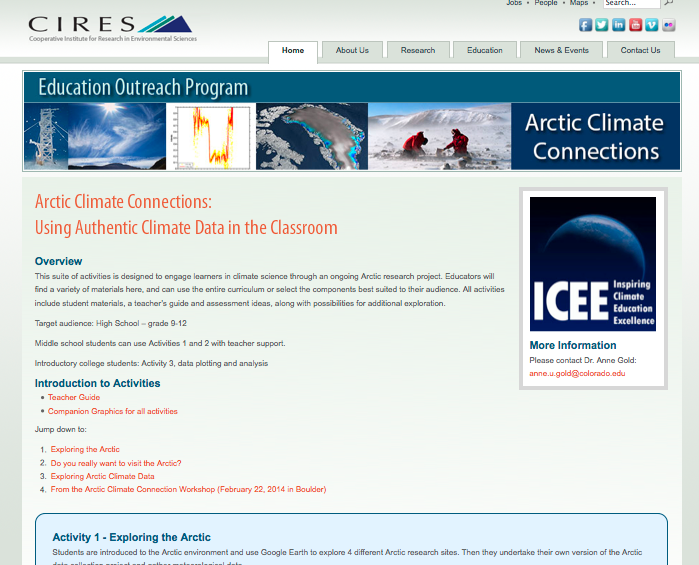 Jobs • People • Maps • Search...
CIRES
Cooperative Institute for Research in Environmental Sciences
Home About Us Research Education News & Events Contact Us
Education Outreach Program
Arctic Climate
Connections
Arctic Climate Connections:
Using Authentic Climate Data in the Classroom
Overview
This suite of activities is designed to engage learners in climate science through an ongoing Arctic research project. Educators will
find a variety of materials here, and can use the entire curriculum or select the components best suited to their audience. All activities
include student materials, a teacher's guide and assessment ideas, along with possibilities for additional exploration.
Target audience: High School – grade 9-12
Middle school students can use Activities 1 and 2 with teacher support.
Introductory college students: Activity 3, data plotting and analysis
Introduction to Activities
• Teacher Guide
• Companion Graphics for all activities
Jump down to:
1. Exploring the Arctic
2. Do you really want to visit the Arctic?
3. Exploring Arctic Climate Data
4. From the Arctic Climate Connection Workshop (February 22, 2014 in Boulder)
ICEE
Inspiring
Climate
Education
Excellence
More Information
Please contact Dr. Anne Gold:
anne.u.gold@colorado.edu
Activity 1 - Exploring the Arctic
Students are introduced to the Arctic environment and use Google Earth to explore 4 different Arctic research sites. Then they undertake their own version of the Arctic
data collection project and gather meteorological data.